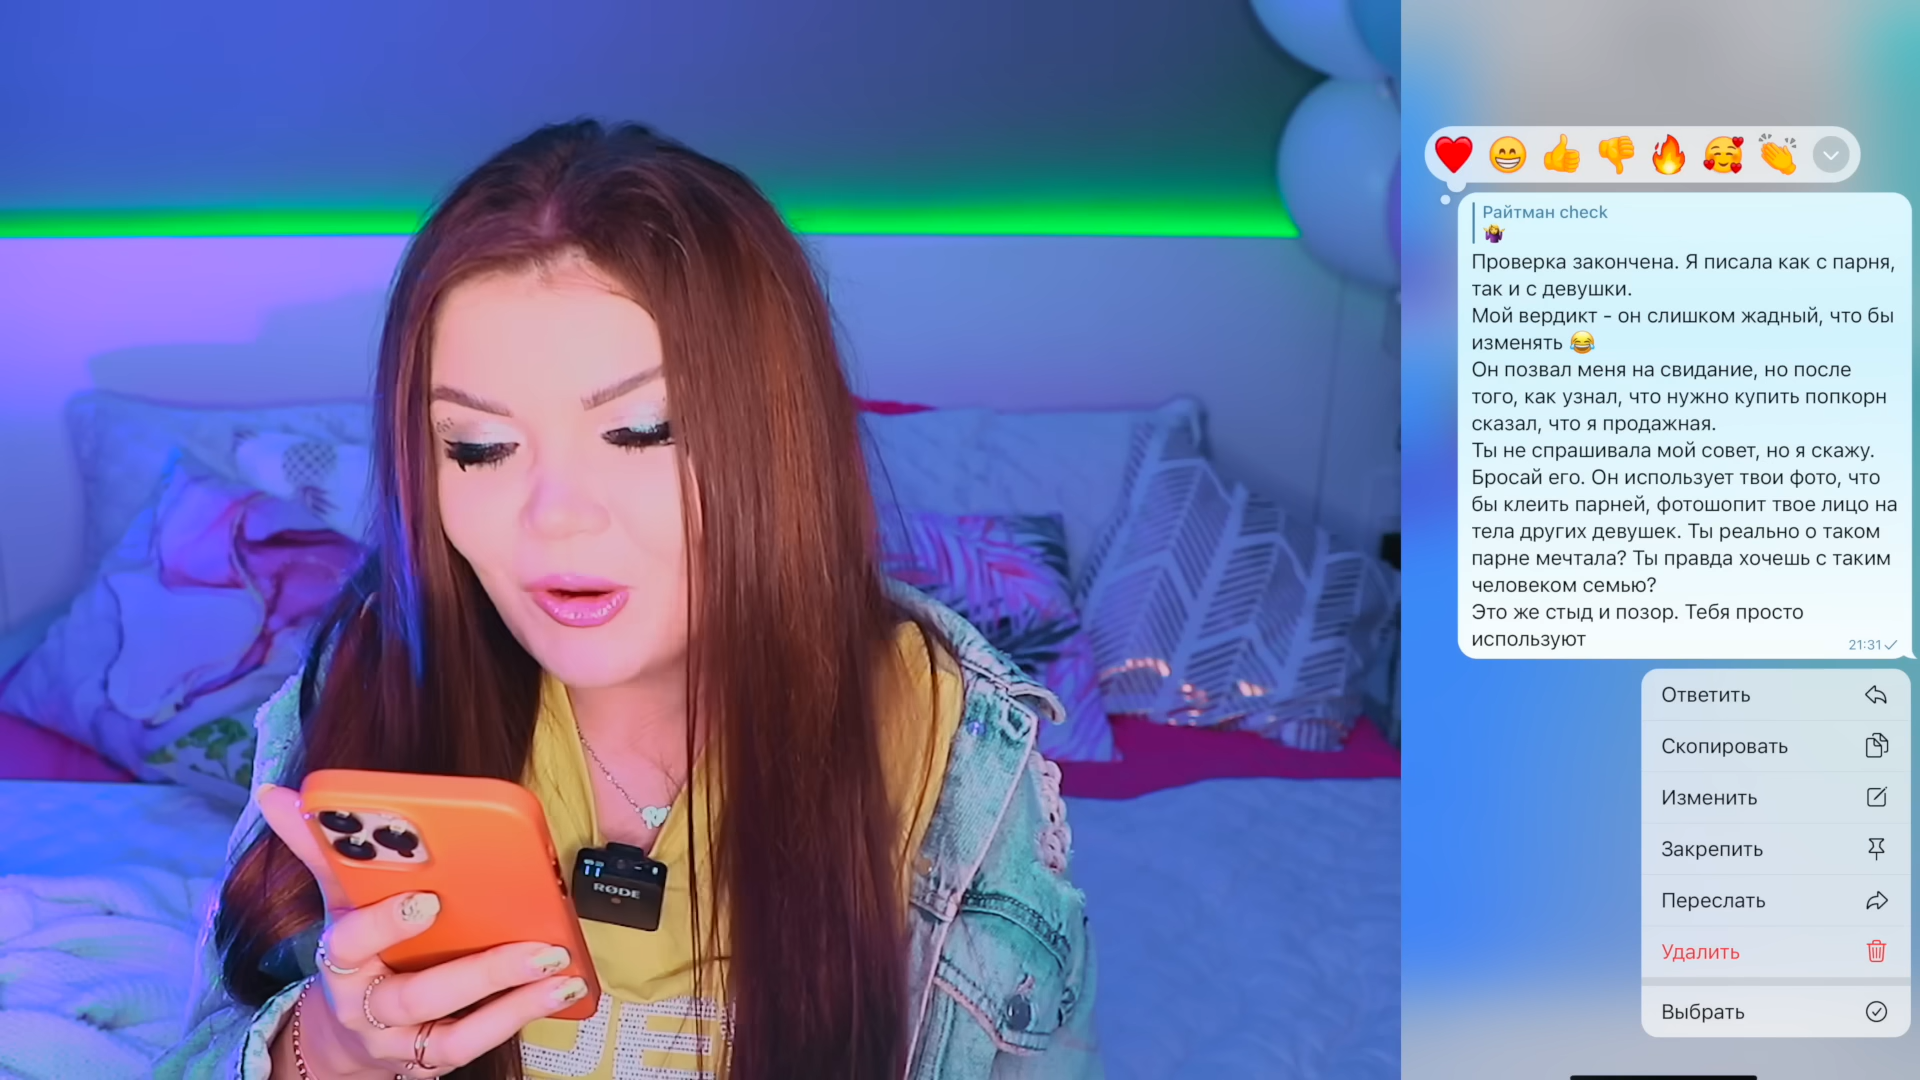 Райтман check
Проверка закончена. Я писала как с парня,
так и с девушки.
Мой вердикт - он слишком жадный, что бы
изменять 😂
Он позвал меня на свидание, но после
того, как узнал, что нужно купить попкорн
сказал, что я продажная.
Ты не спрашивала мой совет, но я скажу.
Бросай его. Он использует твои фото, что
бы клеить парней, фотошопит твое лицо на
тела других девушек. Ты реально о таком
парне мечтала? Ты правда хочешь с таким
человеком семью?
Это же стыд и позор. Тебя просто
используют
21:31
Ответить
Скопировать
Изменить
Закрепить
Переслать
Удалить
Выбрать
RØDE